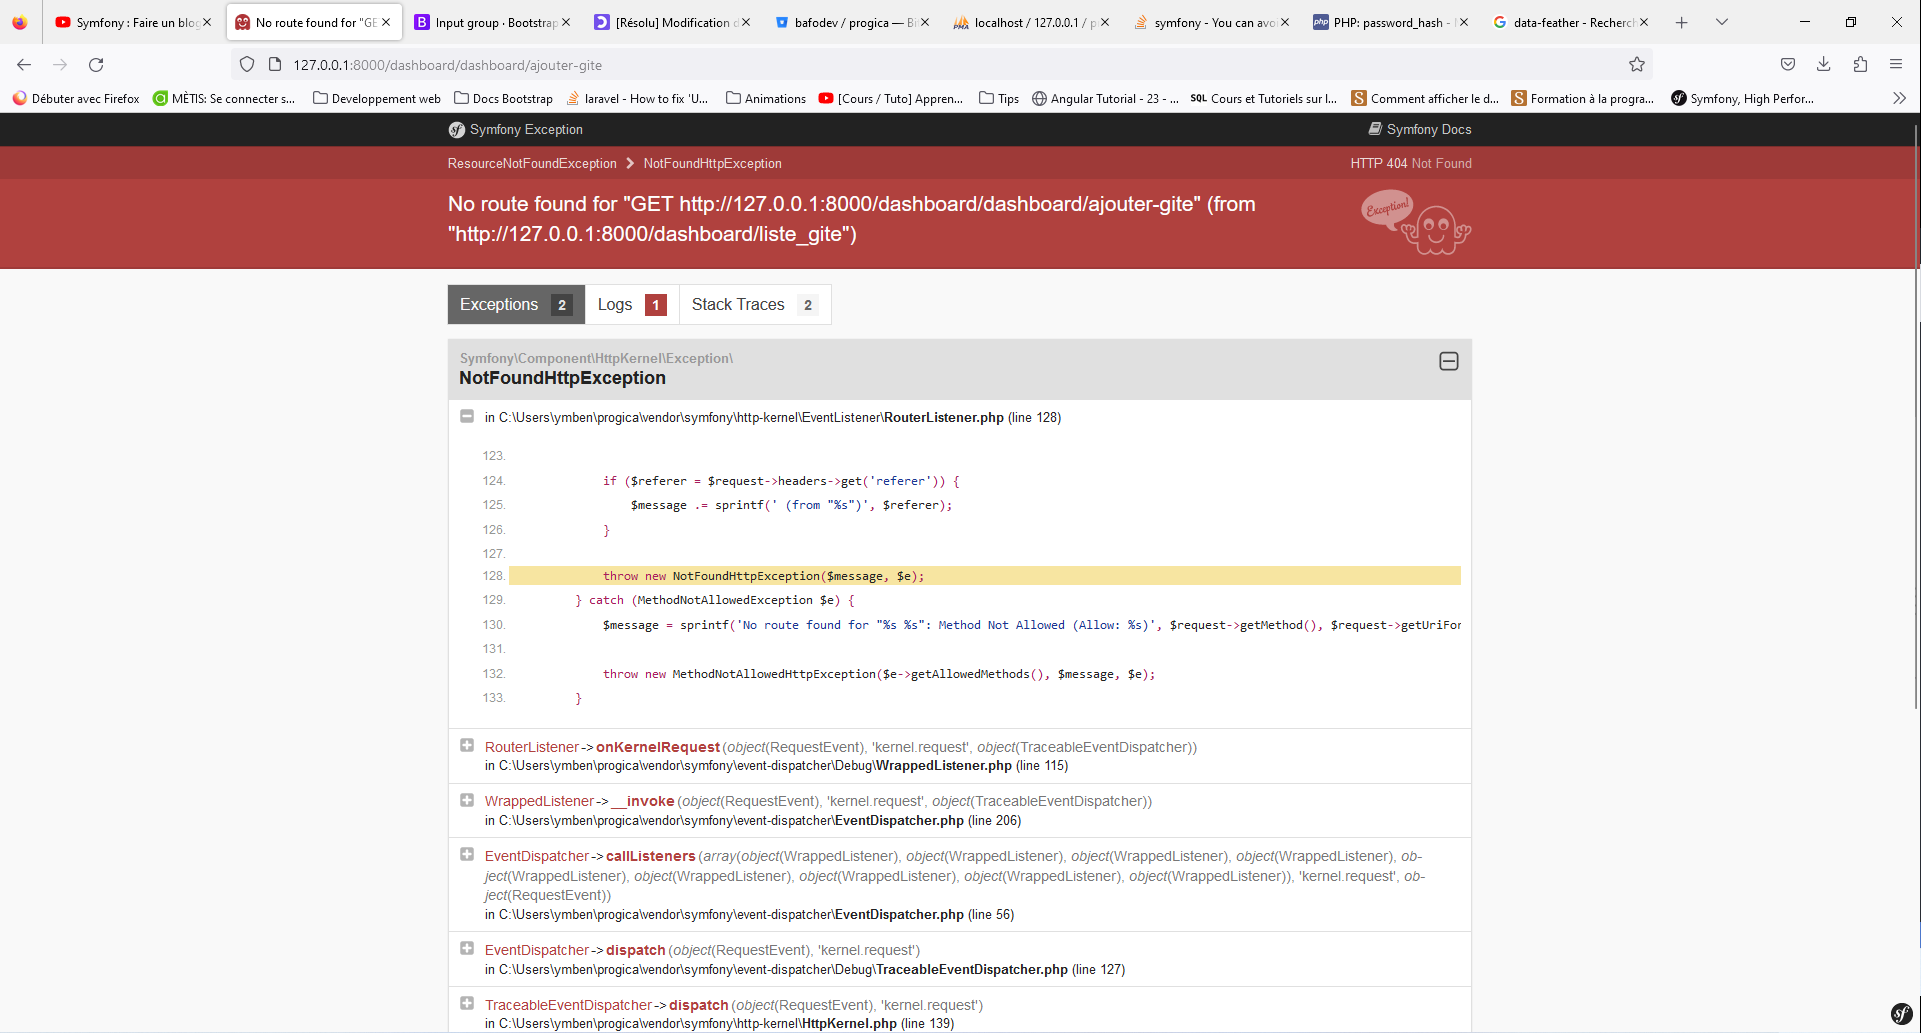 Symfony : Faire un blog
No route found for "GE
Input group · Bootstrap
[Résolu] Modification d
bafodev / progica — Bi
localhost / 127.0.0.1 / p
symfony - You can avoi
PHP: password_hash -
data-feather - Recherch
127.0.0.1:8000/dashboard/dashboard/ajouter-gite
Débuter avec Firefox
MÈTIS: Se connecter s...
Developpement web
Docs Bootstrap
laravel - How to fix 'U...
Animations
[Cours / Tuto] Appren...
Tips
Angular Tutorial - 23 - ...
SQL Cours et Tutoriels sur l...
Comment afficher le d...
Formation à la progra...
Symfony, High Perfor...
Symfony Exception
Symfony Docs
ResourceNotFoundException > NotFoundHttpException
HTTP 404 Not Found
No route found for "GET http://127.0.0.1:8000/dashboard/dashboard/ajouter-gite" (from
"http://127.0.0.1:8000/dashboard/liste_gite")
Exception!
Exceptions 2
Logs 1
Stack Traces 2
Symfony\Component\HttpKernel\Exception\
NotFoundHttpException
in C:\Users\ymben\progica\vendor\symfony\http-kernel\EventListener\RouterListener.php (line 128)
123.
124. if ($referer = $request->headers->get('referer')) {
125. $message .= sprintf(' (from "%s")', $referer);
126. }
127.
128. throw new NotFoundHttpException($message, $e);
129. } catch (MethodNotAllowedException $e) {
130. $message = sprintf('No route found for "%s %s": Method Not Allowed (Allow: %s)', $request->getMethod(), $request->getUriFor
131.
132. throw new MethodNotAllowedHttpException($e->getAllowedMethods(), $message, $e);
133. }
RouterListener->onKernelRequest(object(RequestEvent), 'kernel.request', object(TraceableEventDispatcher))
in C:\Users\ymben\progica\vendor\symfony\event-dispatcher\Debug\WrappedListener.php (line 115)
WrappedListener->__invoke(object(RequestEvent), 'kernel.request', object(TraceableEventDispatcher))
in C:\Users\ymben\progica\vendor\symfony\event-dispatcher\EventDispatcher.php (line 206)
EventDispatcher->callListeners(array(object(WrappedListener), object(WrappedListener), object(WrappedListener), object(WrappedListener), ob-
ject(WrappedListener), object(WrappedListener), object(WrappedListener), object(WrappedListener), object(WrappedListener)), 'kernel.request', ob-
ject(RequestEvent))
in C:\Users\ymben\progica\vendor\symfony\event-dispatcher\EventDispatcher.php (line 56)
EventDispatcher->dispatch(object(RequestEvent), 'kernel.request')
in C:\Users\ymben\progica\vendor\symfony\event-dispatcher\Debug\TraceableEventDispatcher.php (line 127)
TraceableEventDispatcher->dispatch(object(RequestEvent), 'kernel.request')
in C:\Users\ymben\progica\vendor\symfony\http-kernel\HttpKernel.php (line 139)